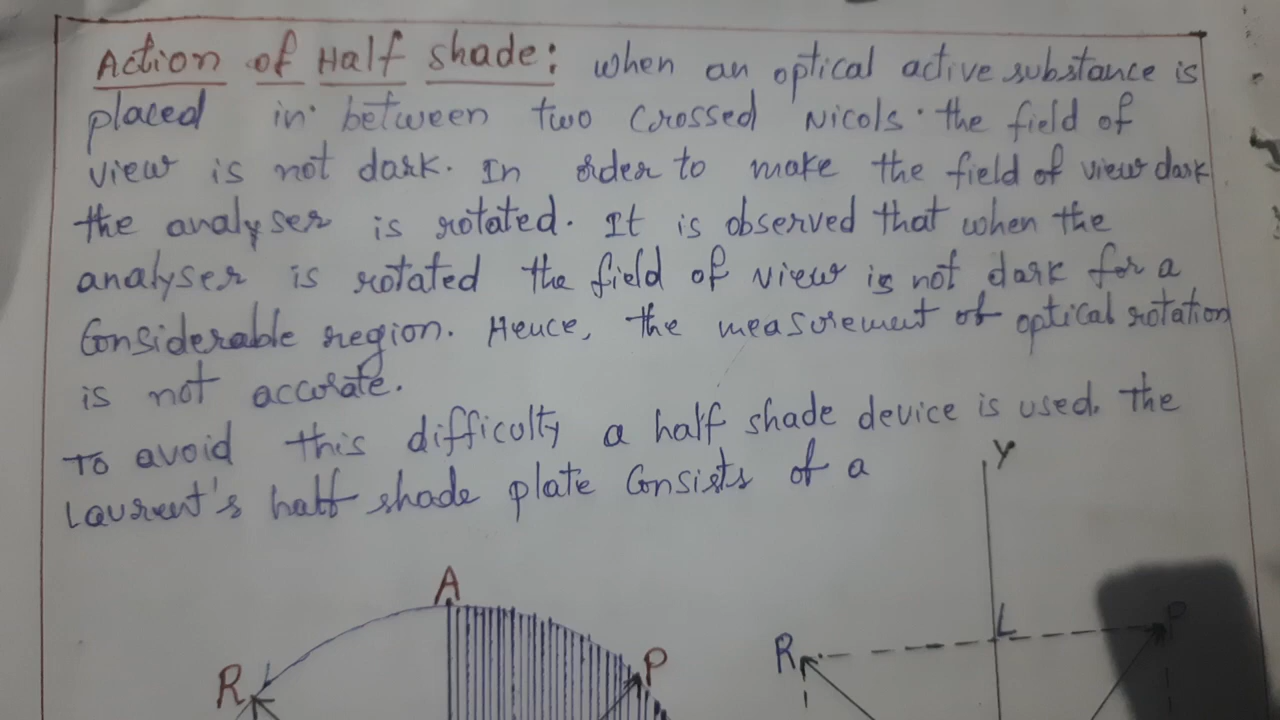 Action of Half shade: when an optical active substance is
placed in between two crossed Nicols. the field of
view is not dark. In order to make the field of view dark
the analyser is rotated. It is observed that when the
analyser is rotated the field of view is not dark for a
Considerable region. Hence, the measurement of optical rotation
is not accurate.
To avoid this difficulty a half shade device is used. The
Laurent's half shade plate Consists of a
Y
A
L
P
R
P
R